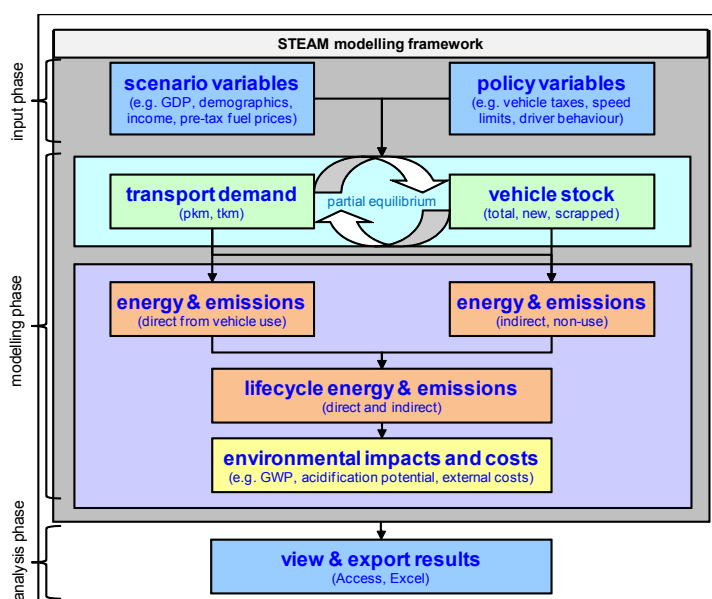 STEAM modelling framework
input phase
scenario variables
(e.g. GDP, demographics,
income, pre-tax fuel prices)
policy variables
(e.g. vehicle taxes, speed
limits, driver behaviour)
modelling phase
transport demand
(pkm, tkm)
partial equilibrium
vehicle stock
(total, new, scrapped)
energy & emissions
(direct from vehicle use)
energy & emissions
(indirect, non-use)
lifecycle energy & emissions
(direct and indirect)
environmental impacts and costs
(e.g. GWP, acidification potential, external costs)
analysis phase
view & export results
(Access, Excel)